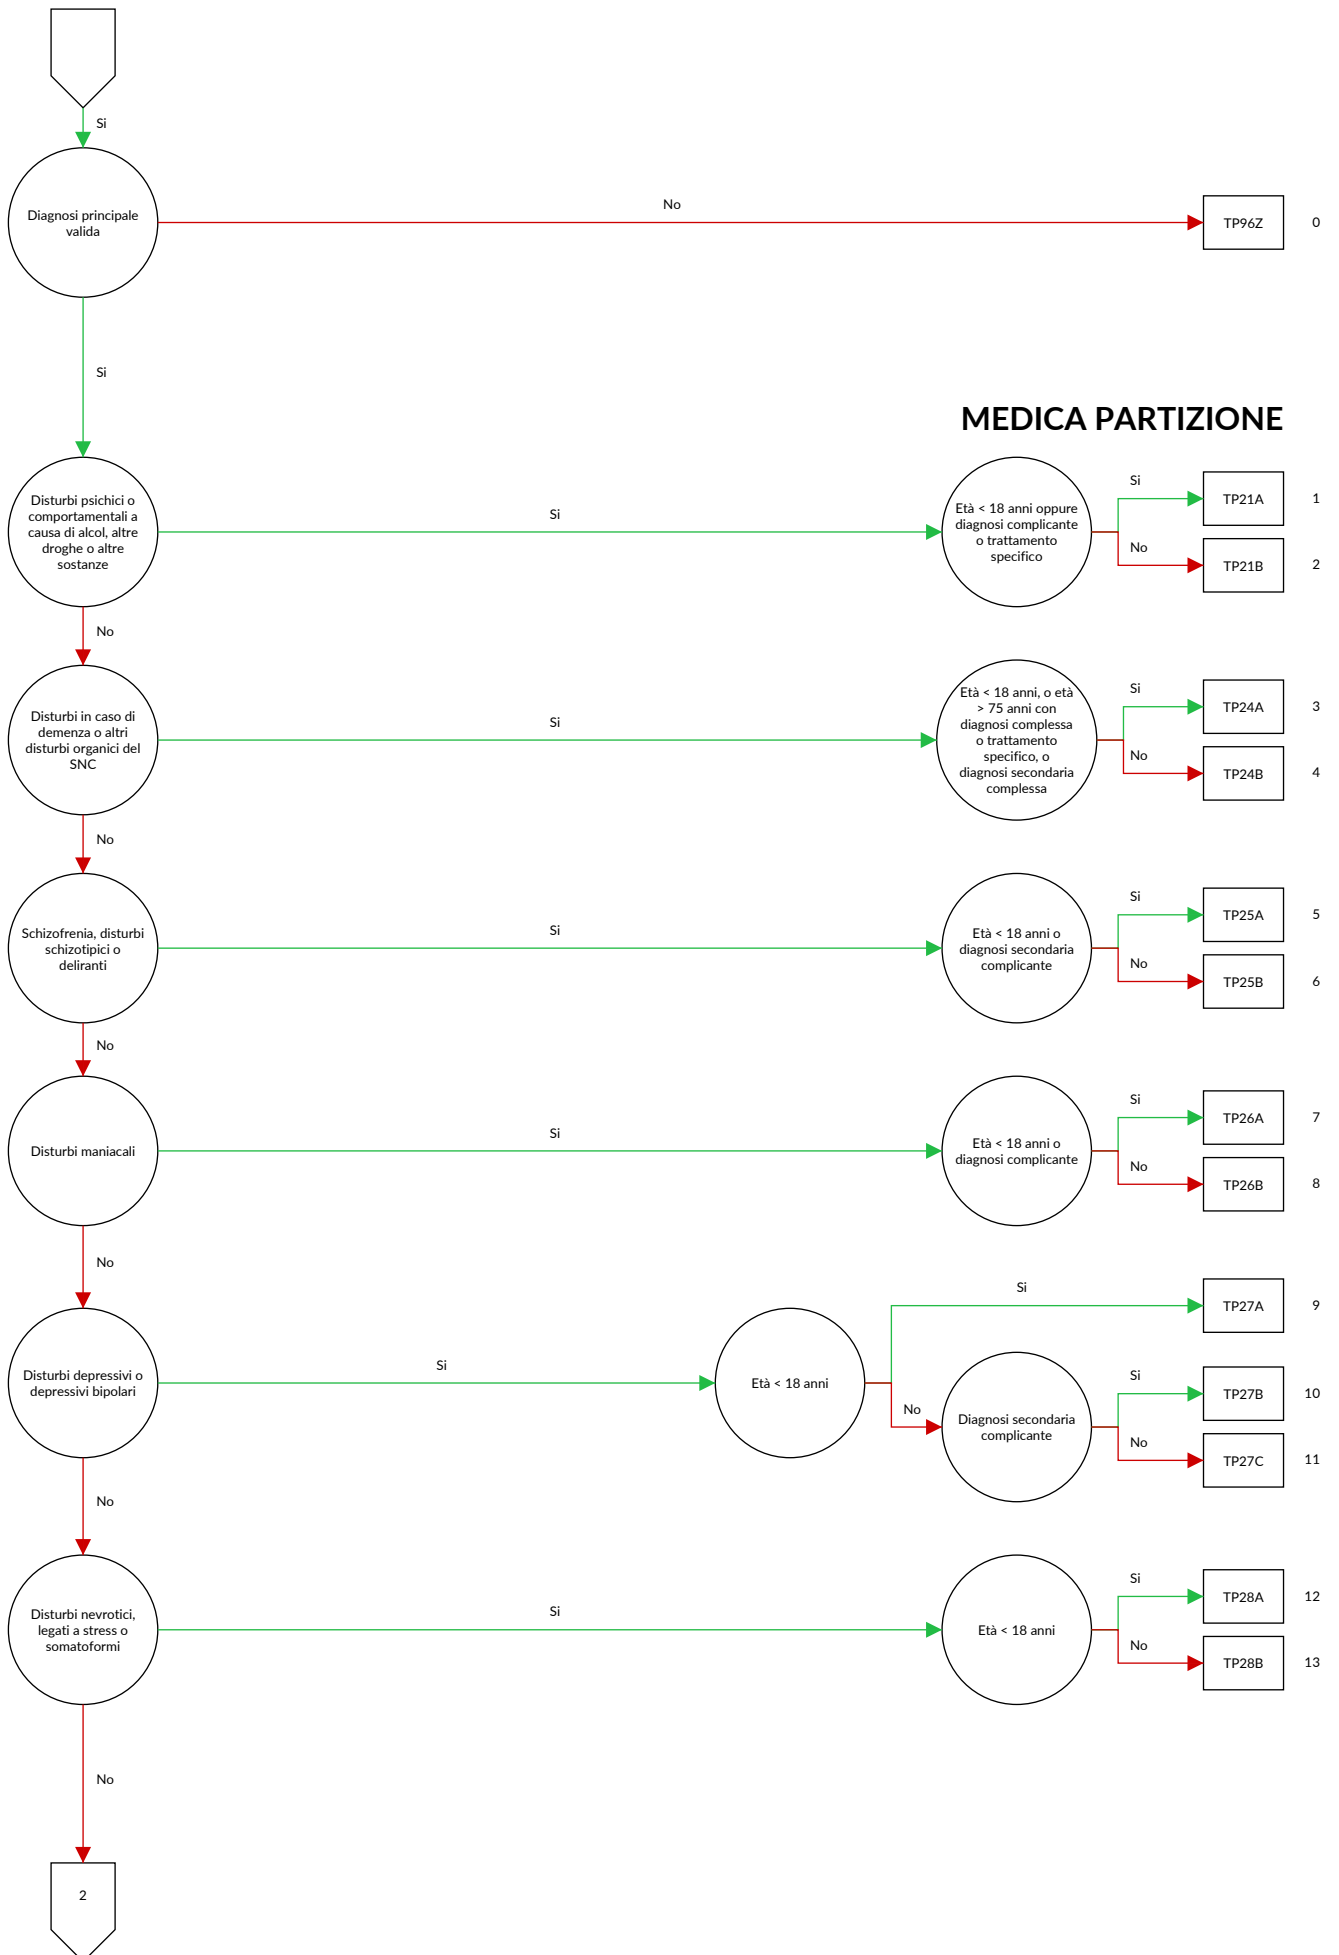 Si
Diagnosi principale
valida
No
TP96Z
0
Si
MEDICA PARTIZIONE
Disturbi psichici o
comportamentali a
causa di alcol, altre
droghe o altre
sostanze
Si
Età < 18 anni oppure
diagnosi complicante
o trattamento
specifico
Si
TP21A
1
No
TP21B
2
No
Disturbi in caso di
demenza o altri
disturbi organici del
SNC
Si
Età < 18 anni, o età
> 75 anni con
diagnosi complessa
o trattamento
specifico, o
diagnosi secondaria
complessa
Si
TP24A
3
No
TP24B
4
No
Schizofrenia, disturbi
schizotipici o
deliranti
Si
Età < 18 anni o
diagnosi secondaria
complicante
Si
TP25A
5
No
TP25B
6
No
Disturbi maniacali
Si
Età < 18 anni o
diagnosi complicante
Si
TP26A
7
No
TP26B
8
No
Disturbi depressivi o
depressivi bipolari
Si
Età < 18 anni
Si
TP27A
9
No
Diagnosi secondaria
complicante
Si
TP27B
10
No
TP27C
11
No
Disturbi nevrotici,
legati a stress o
somatoformi
Si
Età < 18 anni
Si
TP28A
12
No
TP28B
13
No
2